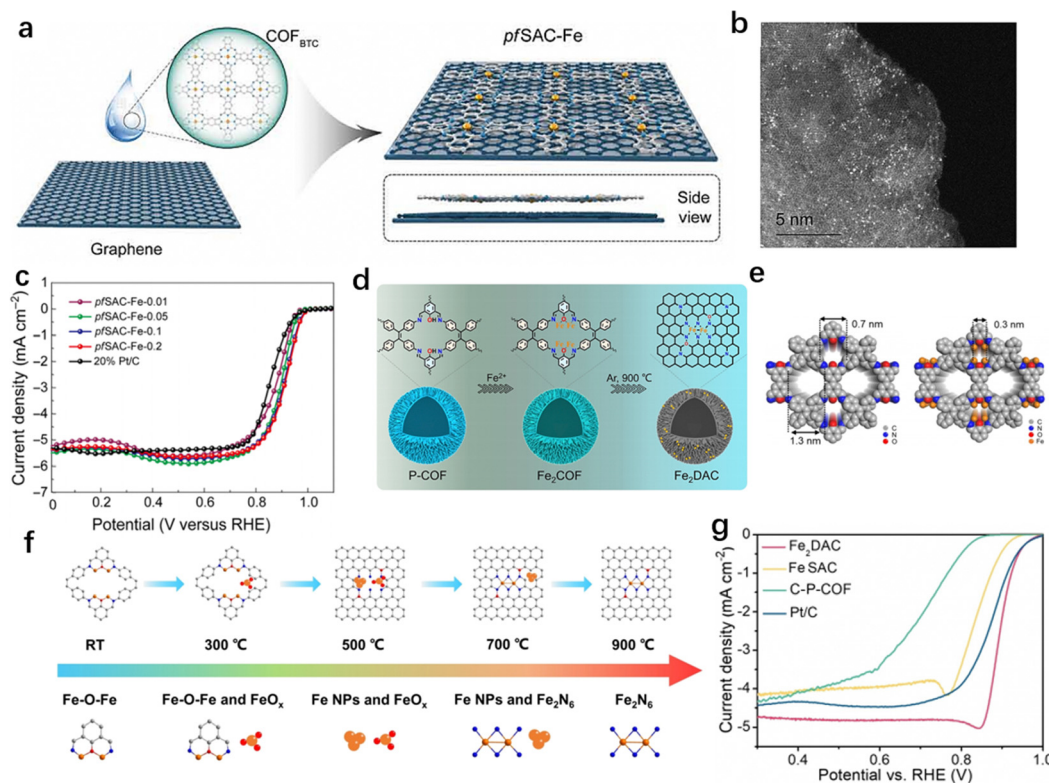 a
COF_BTC
pfSAC-Fe
Graphene
Side
view
b
5 nm
c
Current density (mA cm⁻²)
1
0
−1
−2
−3
−4
−5
−6
−7
pfSAC-Fe-0.01
pfSAC-Fe-0.05
pfSAC-Fe-0.1
pfSAC-Fe-0.2
20% Pt/C
0
0.2
0.4
0.6
0.8
1.0
Potential (V versus RHE)
d
Fe²⁺
Ar, 900 ℃
P-COF
Fe₂COF
Fe₂DAC
e
0.7 nm
0.3 nm
1.3 nm
C
N
O
C
N
O
Fe
f
RT
300 ℃
500 ℃
700 ℃
900 ℃
Fe-O-Fe
Fe-O-Fe and FeOₓ
Fe NPs and FeOₓ
Fe NPs and Fe₂N₆
Fe₂N₆
g
Current density (mA cm⁻²)
0
-1
-2
-3
-4
-5
Fe₂DAC
Fe SAC
C-P-COF
Pt/C
0.4
0.6
0.8
1.0
Potential vs. RHE (V)